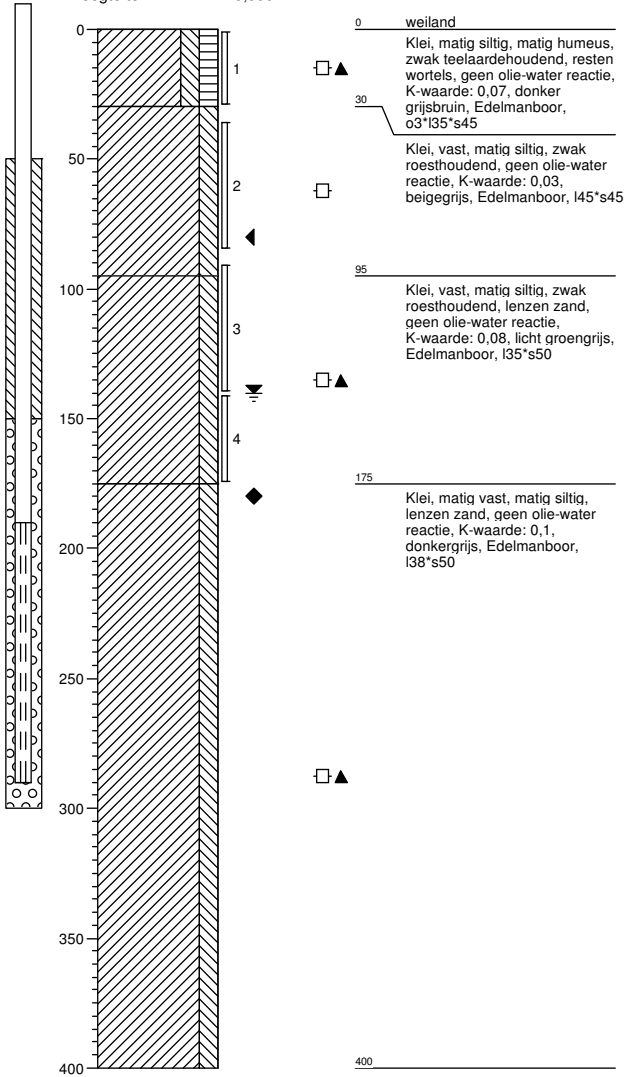 0
50
100
150
200
250
300
350
400
1
2
3
4
0 weiland
Klei, matig siltig, matig humeus,
zwak teelaardehoudend, resten
wortels, geen olie-water reactie,
K-waarde: 0,07, donker
grijsbruin, Edelmanboor,
o3*l35*s45
30
Klei, vast, matig siltig, zwak
roesthoudend, geen olie-water
reactie, K-waarde: 0,03,
beigegrijs, Edelmanboor, l45*s45
95
Klei, vast, matig siltig, zwak
roesthoudend, lenzen zand,
geen olie-water reactie,
K-waarde: 0,08, licht groengrijs,
Edelmanboor, l35*s50
175
Klei, matig vast, matig siltig,
lenzen zand, geen olie-water
reactie, K-waarde: 0,1,
donkergrijs, Edelmanboor,
l38*s50
400